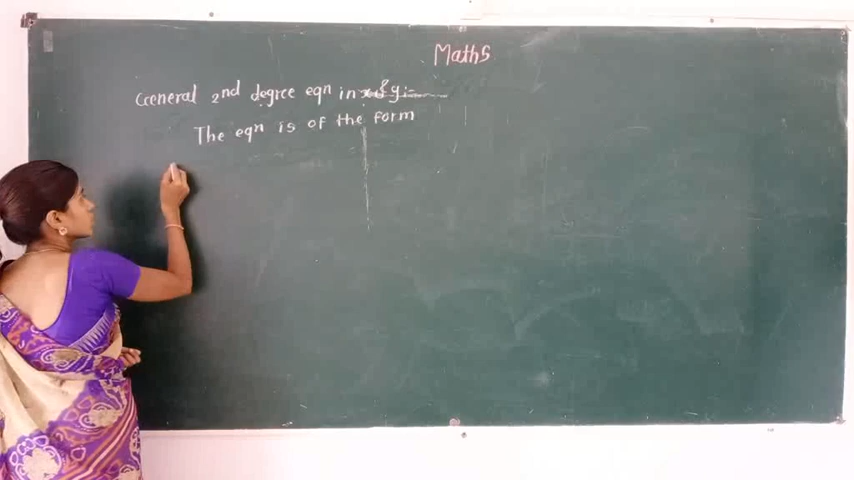 Maths
General 2nd degree eqn in x & y :-
The eqn is of the form